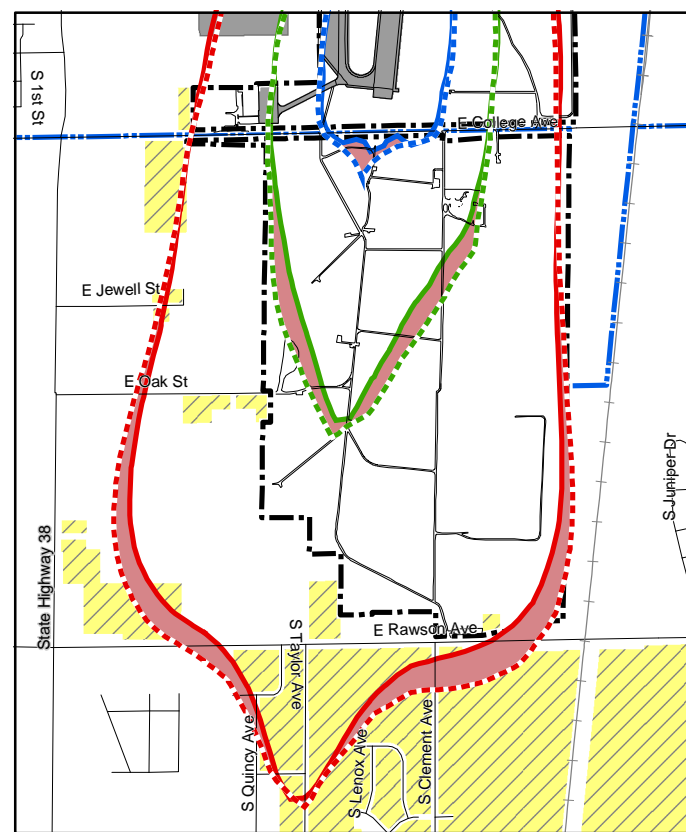 S 1st St
E College Ave
E Jewell St
E Oak St
S Juniper Dr
State Highway 38
S Taylor Ave
E Rawson Ave
S Quincy Ave
S Lenox Ave
S Clement Ave